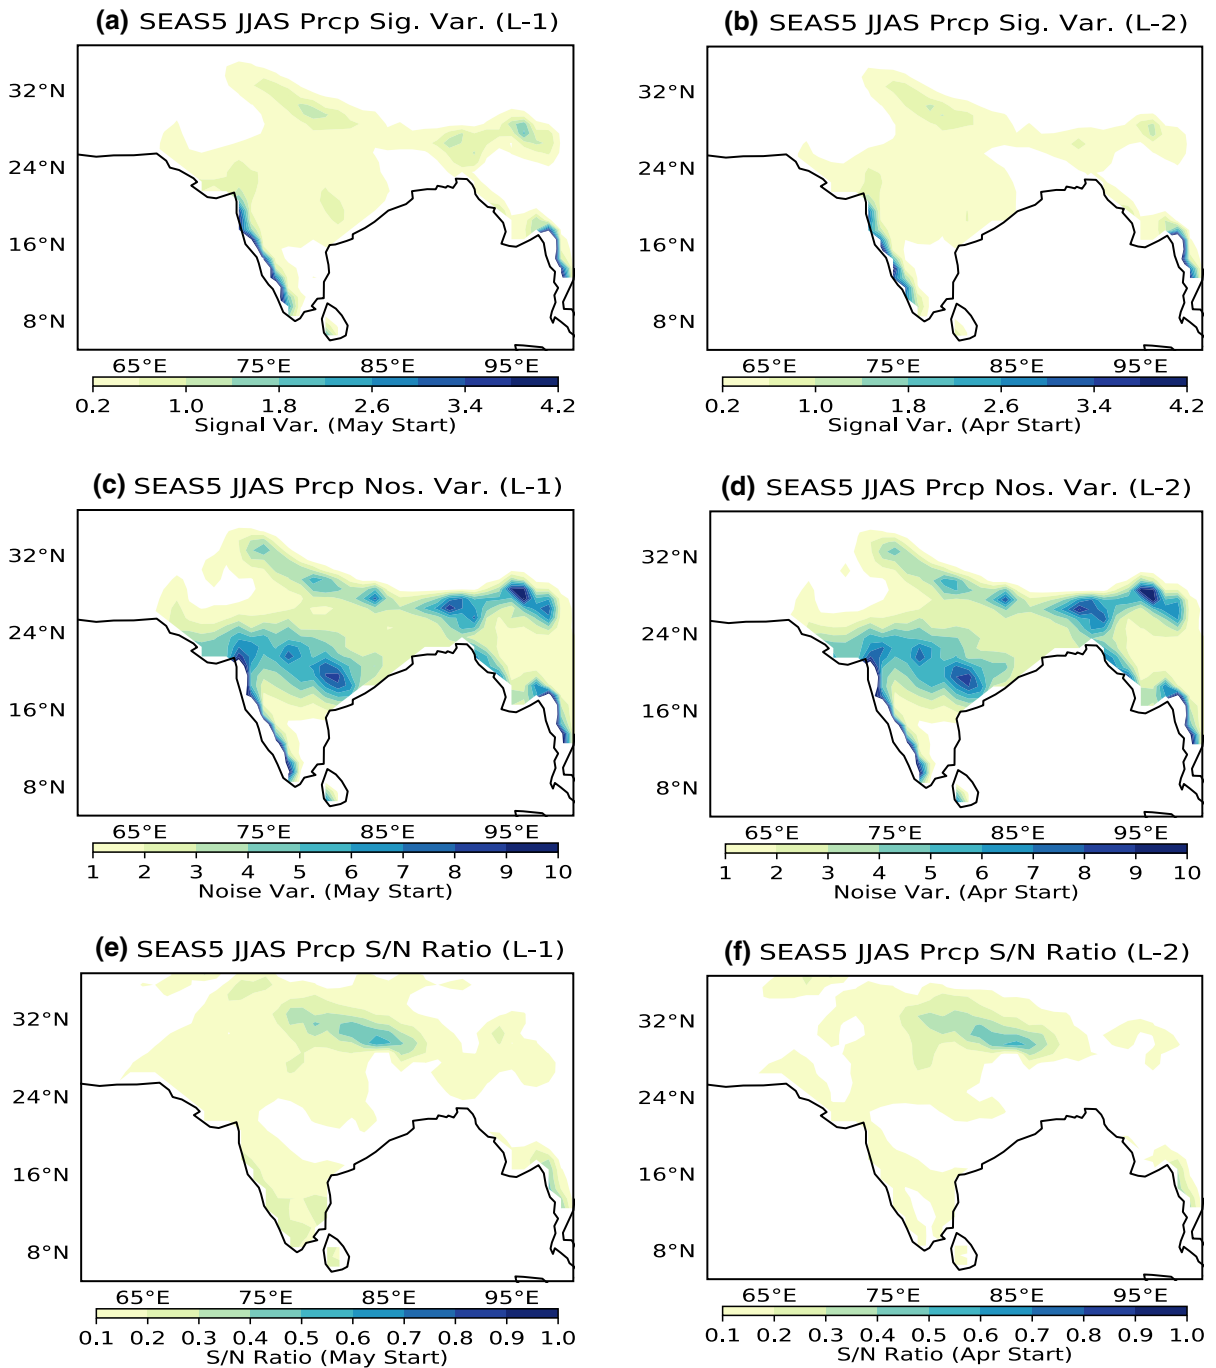 (a) SEAS5 JJAS Prcp Sig. Var. (L-1)
32°N
24°N
16°N
8°N
65°E 75°E 85°E 95°E
0.2 1.0 1.8 2.6 3.4 4.2
Signal Var. (May Start)
(b) SEAS5 JJAS Prcp Sig. Var. (L-2)
32°N
24°N
16°N
8°N
65°E 75°E 85°E 95°E
0.2 1.0 1.8 2.6 3.4 4.2
Signal Var. (Apr Start)
(c) SEAS5 JJAS Prcp Nos. Var. (L-1)
32°N
24°N
16°N
8°N
65°E 75°E 85°E 95°E
1 2 3 4 5 6 7 8 9 10
Noise Var. (May Start)
(d) SEAS5 JJAS Prcp Nos. Var. (L-2)
32°N
24°N
16°N
8°N
65°E 75°E 85°E 95°E
1 2 3 4 5 6 7 8 9 10
Noise Var. (Apr Start)
(e) SEAS5 JJAS Prcp S/N Ratio (L-1)
32°N
24°N
16°N
8°N
65°E 75°E 85°E 95°E
0.1 0.2 0.3 0.4 0.5 0.6 0.7 0.8 0.9 1.0
S/N Ratio (May Start)
(f) SEAS5 JJAS Prcp S/N Ratio (L-2)
32°N
24°N
16°N
8°N
65°E 75°E 85°E 95°E
0.1 0.2 0.3 0.4 0.5 0.6 0.7 0.8 0.9 1.0
S/N Ratio (Apr Start)